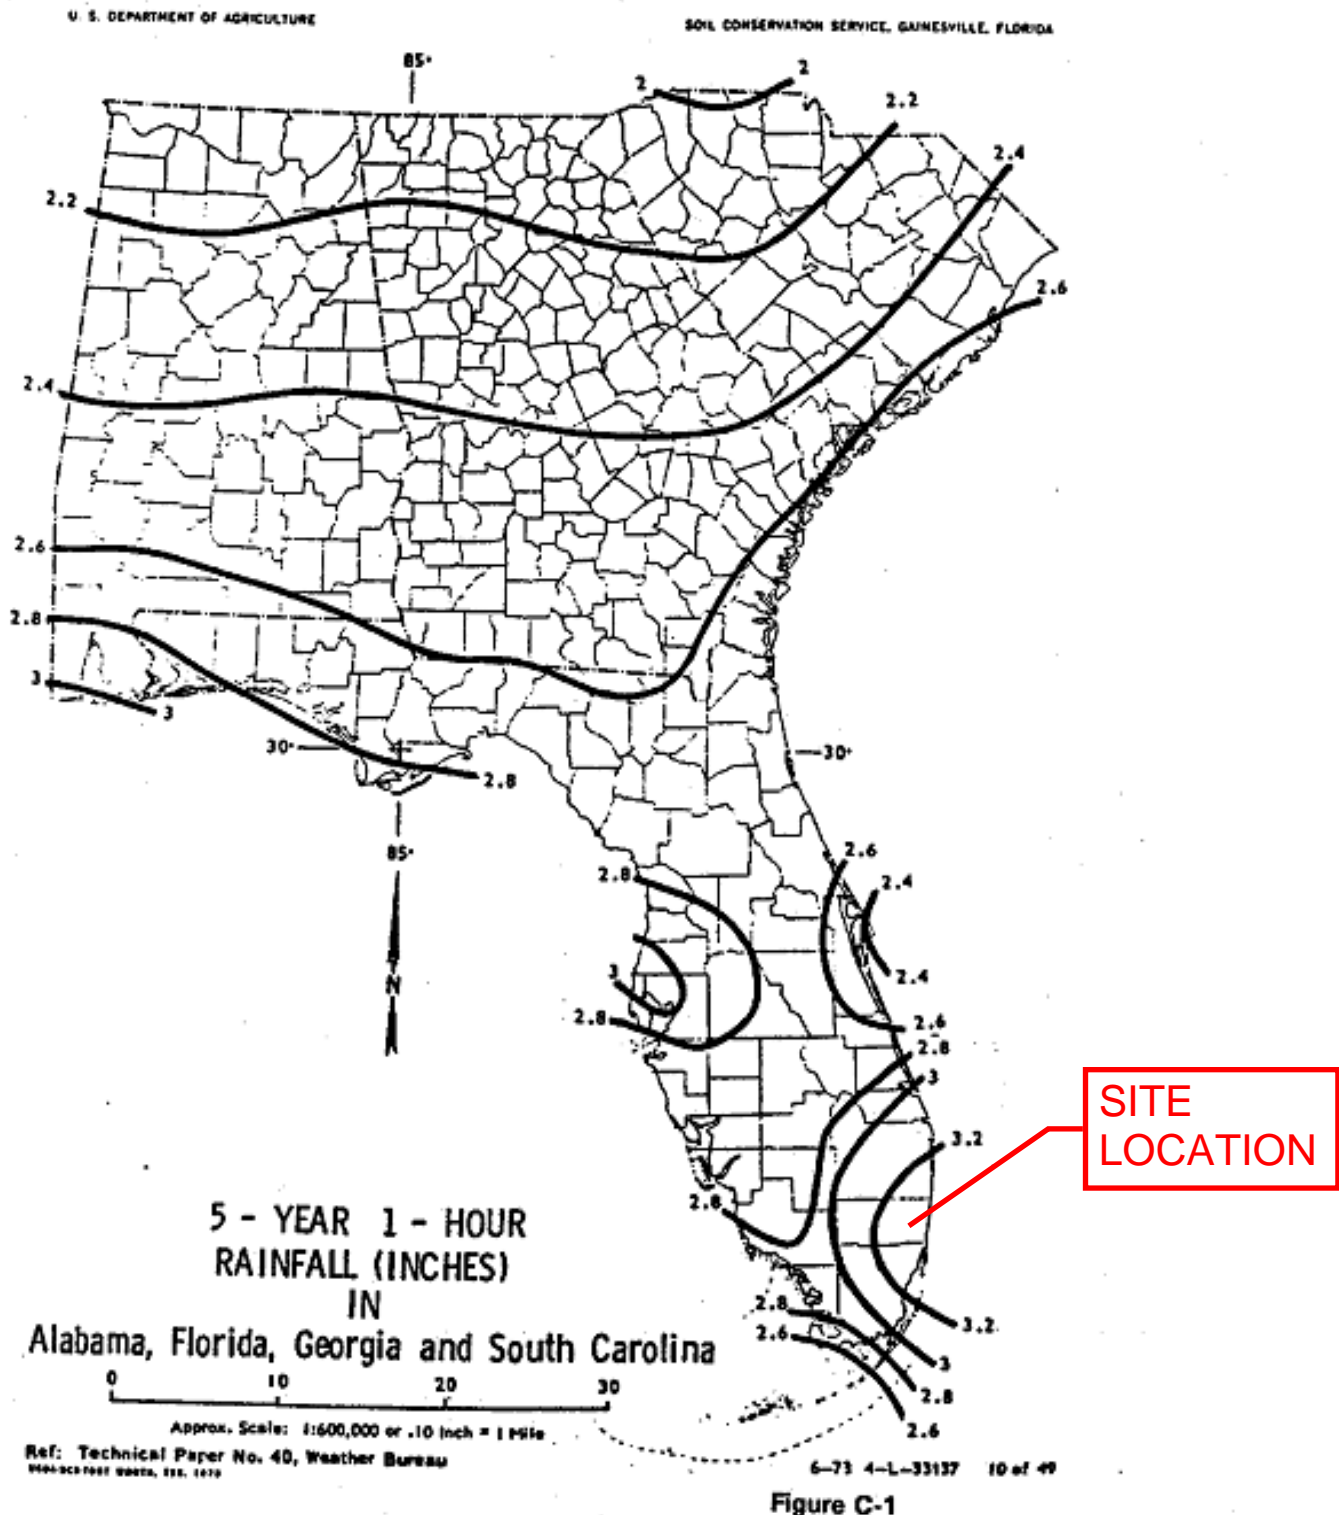 U. S. DEPARTMENT OF AGRICULTURE
SOIL CONSERVATION SERVICE, GAINESVILLE, FLORIDA
85°
2
2
2.2
2.4
2.2
2.6
2.4
2.6
2.8
3
3
30°
2.8
30°
85°
2.6
2.8
2.4
N
3
2.4
2.8
2.6
2.8
3
SITE
LOCATION
3.2
2.8
5 - YEAR 1 - HOUR
RAINFALL (INCHES)
IN
Alabama, Florida, Georgia and South Carolina
2.8
2.6
3.2
3
2.8
2.6
0 10 20 30
Approx. Scale: 1:600,000 or .10 Inch = 1 Mile
Ref: Technical Paper No. 40, Weather Bureau
6-73 4-L-33137 10 of 49
Figure C-1